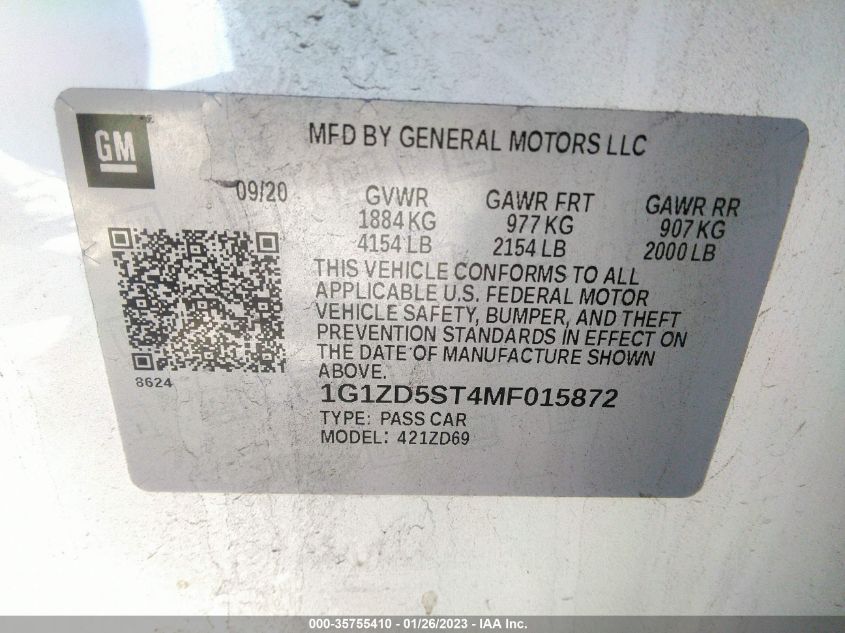 GM
MFD BY GENERAL MOTORS LLC
09/20
GVWR
1884 KG
4154 LB
GAWR FRT
977 KG
2154 LB
GAWR RR
907 KG
2000 LB
THIS VEHICLE CONFORMS TO ALL
APPLICABLE U.S. FEDERAL MOTOR
VEHICLE SAFETY, BUMPER, AND THEFT
PREVENTION STANDARDS IN EFFECT ON
THE DATE OF MANUFACTURE SHOWN
ABOVE.
8624
1G1ZD5ST4MF015872
TYPE: PASS CAR
MODEL: 421ZD69
000-35755410 - 01/26/2023 - IAA Inc.